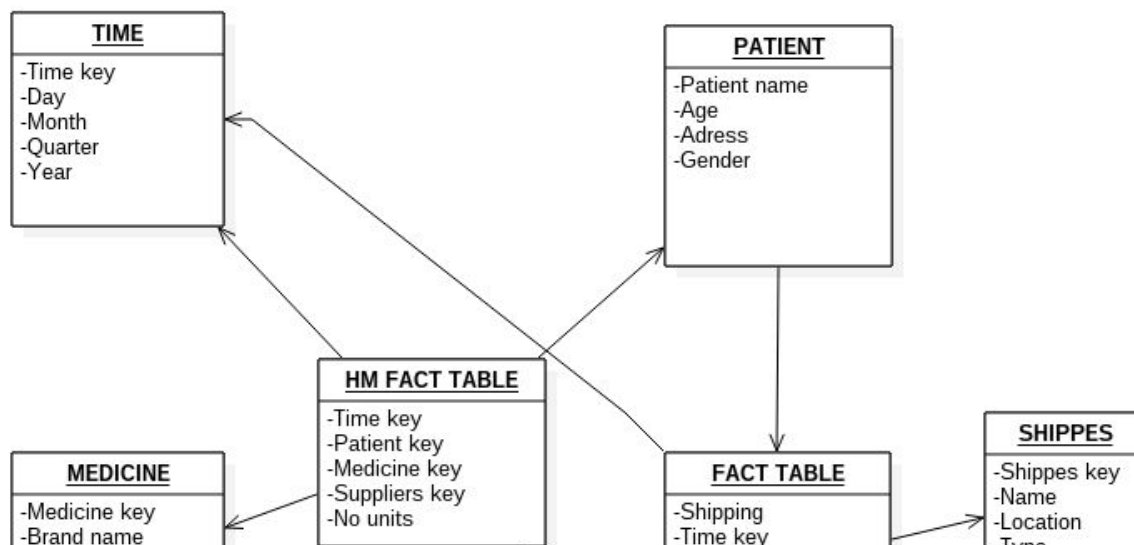 TIME
-Time key
-Day
-Month
-Quarter
-Year
PATIENT
-Patient name
-Age
-Adress
-Gender
HM FACT TABLE
-Time key
-Patient key
-Medicine key
-Suppliers key
-No units
MEDICINE
-Medicine key
-Brand name
FACT TABLE
-Shipping
-Time key
SHIPPES
-Shippes key
-Name
-Location
-Type